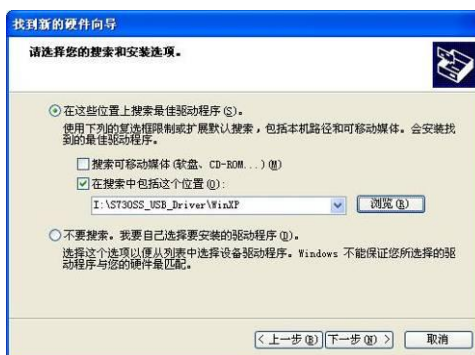 找到新的硬件向导
请选择您的搜索和安装选项。
在这些位置上搜索最佳驱动程序(S)。
使用下列的复选框限制或扩展默认搜索，包括本机路径和可移动媒体。会安装找
到的最佳驱动程序。
搜索可移动媒体(软盘、CD-ROM...)(M)
在搜索中包括这个位置(O):
I:\S730SS_USB_Driver\WinXP
浏览(R)
不要搜索。我要自己选择要安装的驱动程序(D)。
选择这个选项以便从列表中选择设备驱动程序。Windows 不能保证您所选择的驱
动程序与您的硬件最匹配。
< 上一步(B) 下一步(N) > 取消